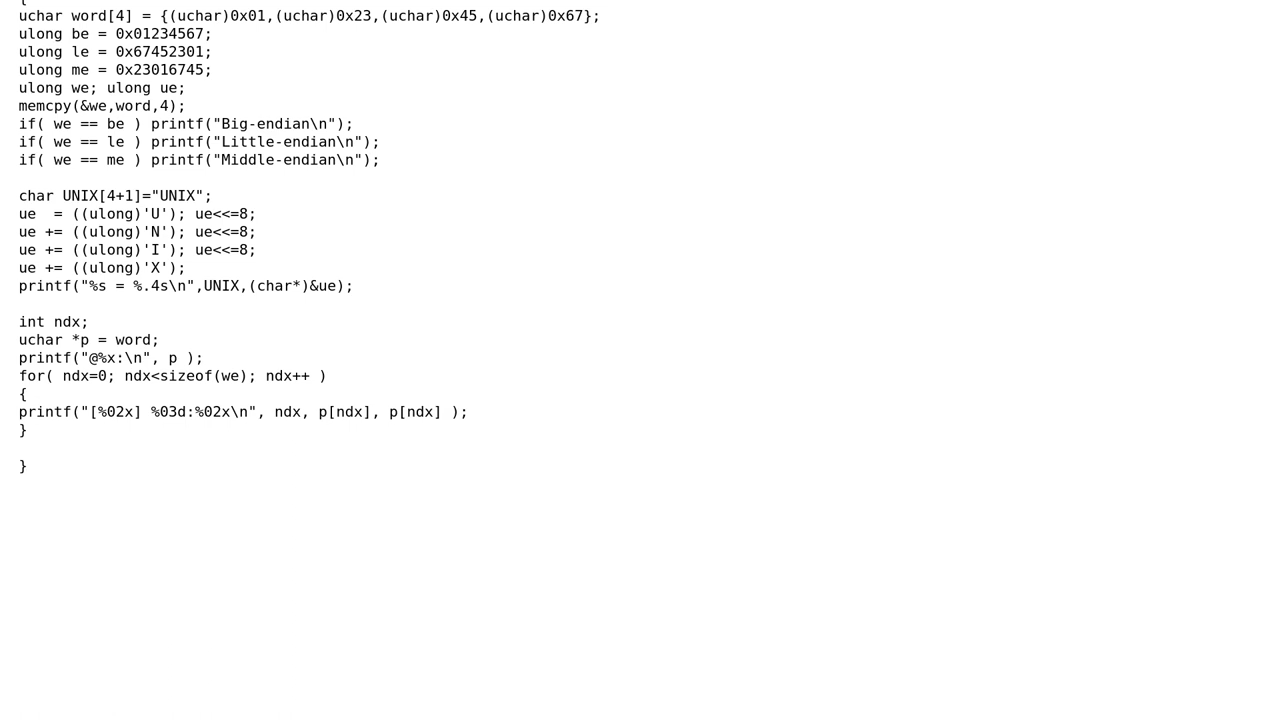 {
uchar word[4] = {(uchar)0x01,(uchar)0x23,(uchar)0x45,(uchar)0x67};
ulong be = 0x01234567;
ulong le = 0x67452301;
ulong me = 0x23016745;
ulong we; ulong ue;
memcpy(&we,word,4);
if( we == be ) printf("Big-endian\n");
if( we == le ) printf("Little-endian\n");
if( we == me ) printf("Middle-endian\n");

char UNIX[4+1]="UNIX";
ue  = ((ulong)'U'); ue<<=8;
ue += ((ulong)'N'); ue<<=8;
ue += ((ulong)'I'); ue<<=8;
ue += ((ulong)'X');
printf("%s = %.4s\n",UNIX,(char*)&ue);

int ndx;
uchar *p = word;
printf("@%x:\n", p );
for( ndx=0; ndx<sizeof(we); ndx++ )
{
printf("[%02x] %03d:%02x\n", ndx, p[ndx], p[ndx] );
}

}